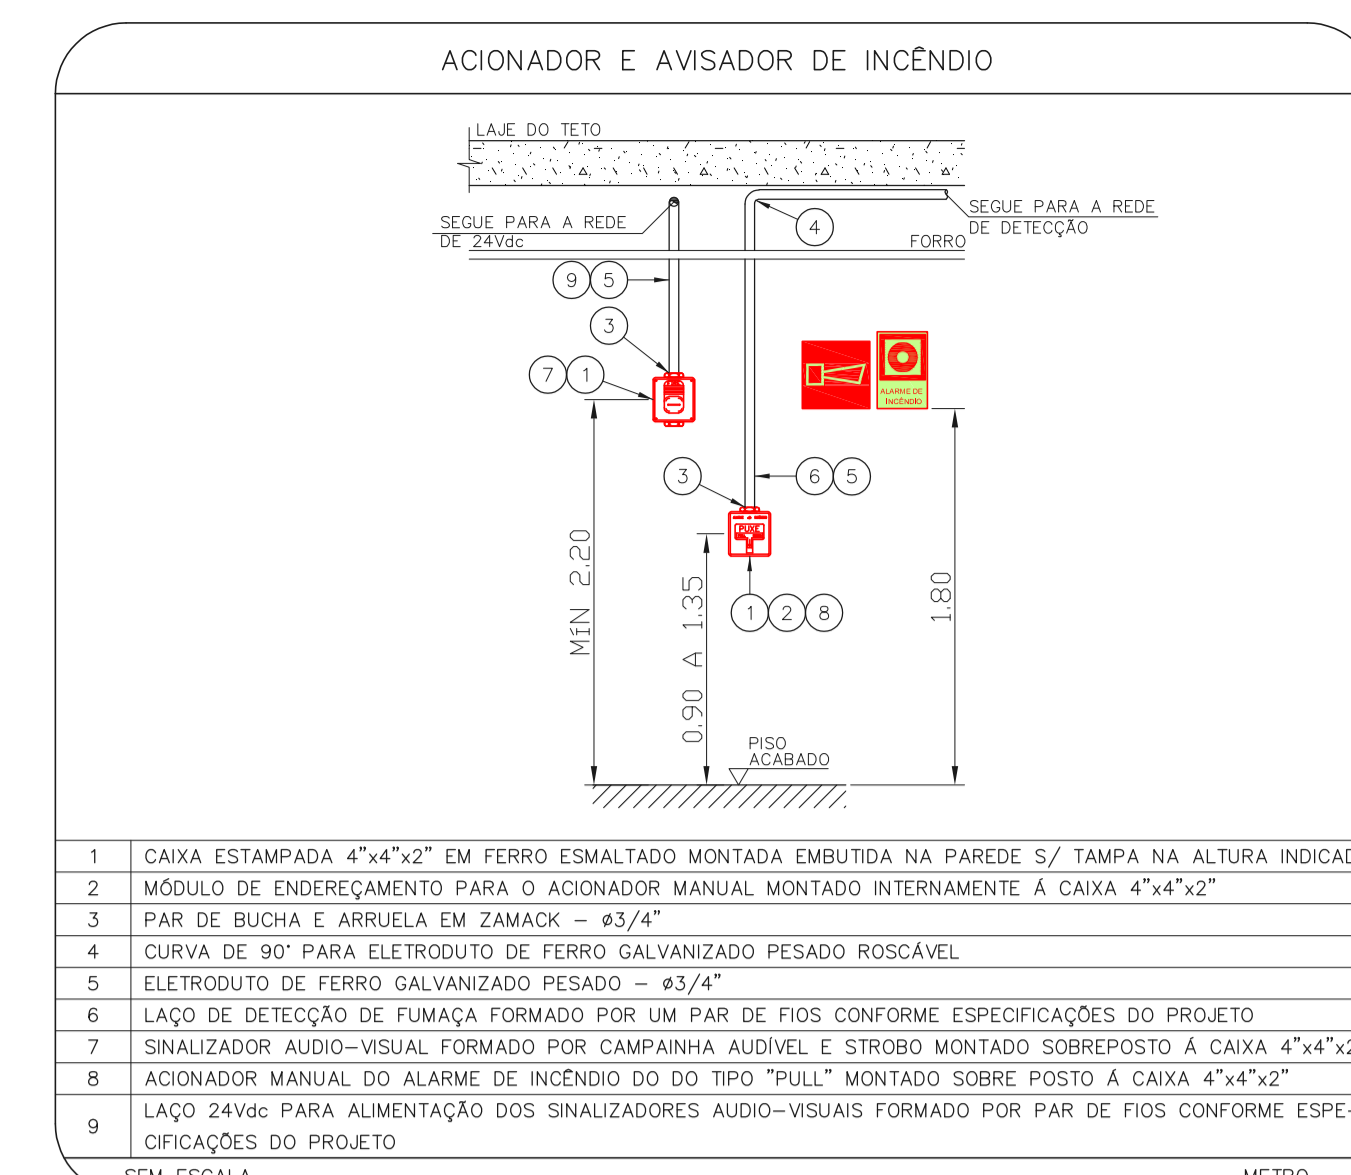 ACIONADOR E AVISADOR DE INCÊNDIO
LAJE DO TETO
SEGUE PARA A REDE
DE 24Vdc
4
SEGUE PARA A REDE
DE DETECÇÃO
FORRO
9 5
3
7 1
ALARME DE
INCÊNDIO
3
6 5
PUXE
MíN 2.20
0.90 A 1.35
1.80
1 2 8
PISO
ACABADO
1 CAIXA ESTAMPADA 4"x4"x2" EM FERRO ESMALTADO MONTADA EMBUTIDA NA PAREDE S/ TAMPA NA ALTURA INDICAD
2 MÓDULO DE ENDEREÇAMENTO PARA O ACIONADOR MANUAL MONTADO INTERNAMENTE Á CAIXA 4"x4"x2"
3 PAR DE BUCHA E ARRUELA EM ZAMACK – ø3/4"
4 CURVA DE 90° PARA ELETRODUTO DE FERRO GALVANIZADO PESADO ROSCÁVEL
5 ELETRODUTO DE FERRO GALVANIZADO PESADO – ø3/4"
6 LAÇO DE DETECÇÃO DE FUMAÇA FORMADO POR UM PAR DE FIOS CONFORME ESPECIFICAÇÕES DO PROJETO
7 SINALIZADOR AUDIO–VISUAL FORMADO POR CAMPAINHA AUDÍVEL E STROBO MONTADO SOBREPOSTO Á CAIXA 4"x4"x2
8 ACIONADOR MANUAL DO ALARME DE INCÊNDIO DO DO TIPO "PULL" MONTADO SOBRE POSTO Á CAIXA 4"x4"x2"
9 LAÇO 24Vdc PARA ALIMENTAÇÃO DOS SINALIZADORES AUDIO–VISUAIS FORMADO POR PAR DE FIOS CONFORME ESPE–
CIFICAÇÕES DO PROJETO
SEM ESCALA METRO